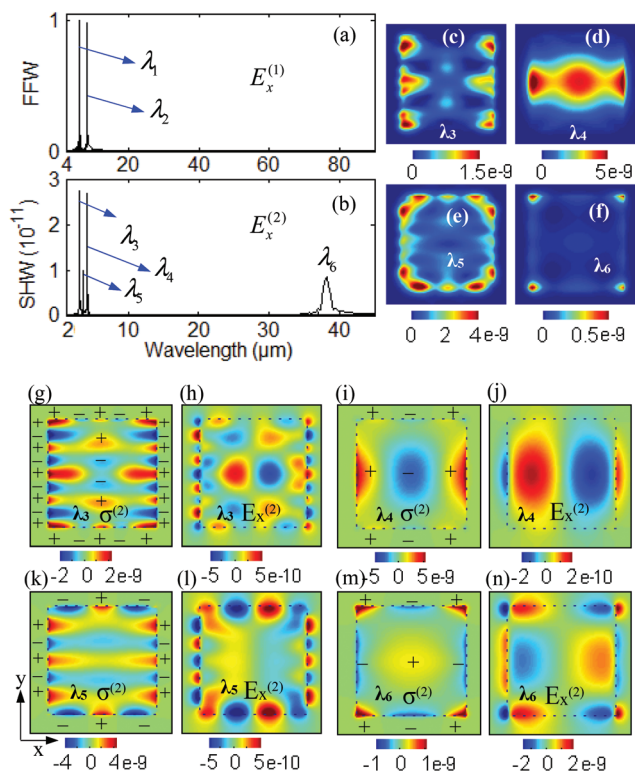 (a)
FFW
1
0.5
0
λ1
λ2
Ex(1)
4 20 40 60 80
(b)
SHW (10-11)
3
2
1
0
λ3
λ4
λ5
λ6
Ex(2)
2 10 20 30 40
Wavelength (μm)
(c)
λ3
0 1.5e-9
(d)
λ4
0 5e-9
(e)
λ5
0 2 4e-9
(f)
λ6
0 0.5e-9
(g)
+ − + − + − +
− −
+ + +
− −
+ +
− −
+ + +
− −
+ − + − + − +
λ3 σ(2)
-2 0 2e-9
(h)
λ3 Ex(2)
-5 0 5e-10
(i)
+ − +
+ − +
+ − +
λ4 σ(2)
-5 0 5e-9
(j)
λ4 Ex(2)
-2 0 2e-10
(k)
− + −
+ +
− −
+ +
− −
+ +
− −
+ +
− + −
λ5 σ(2)
-4 0 4e-9
y
x
(l)
λ5 Ex(2)
-5 0 5e-10
(m)
+ − +
− + −
+ − +
λ6 σ(2)
-1 0 1e-9
(n)
λ6 Ex(2)
-2 0 2e-10